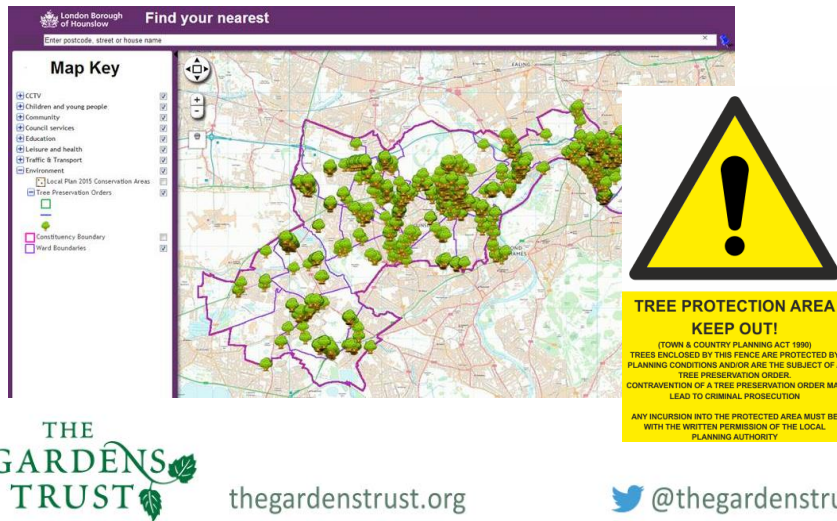 London Borough
of Hounslow
Find your nearest
Enter postcode, street or house name
Map Key
CCTV
Children and young people
Community
Council services
Education
Leisure and health
Traffic & Transport
Environment
Local Plan 2015 Conservation Areas
Tree Preservation Orders
Constituency Boundary
Ward Boundaries
EALING
TREE PROTECTION AREA
KEEP OUT!
(TOWN & COUNTRY PLANNING ACT 1990)
TREES ENCLOSED BY THIS FENCE ARE PROTECTED BY
PLANNING CONDITIONS AND/OR ARE THE SUBJECT OF
TREE PRESERVATION ORDER.
CONTRAVENTION OF A TREE PRESERVATION ORDER MA
LEAD TO CRIMINAL PROSECUTION
ANY INCURSION INTO THE PROTECTED AREA MUST BE
WITH THE WRITTEN PERMISSION OF THE LOCAL
PLANNING AUTHORITY
THE
GARDENS
TRUST
thegardenstrust.org
@thegardenstru